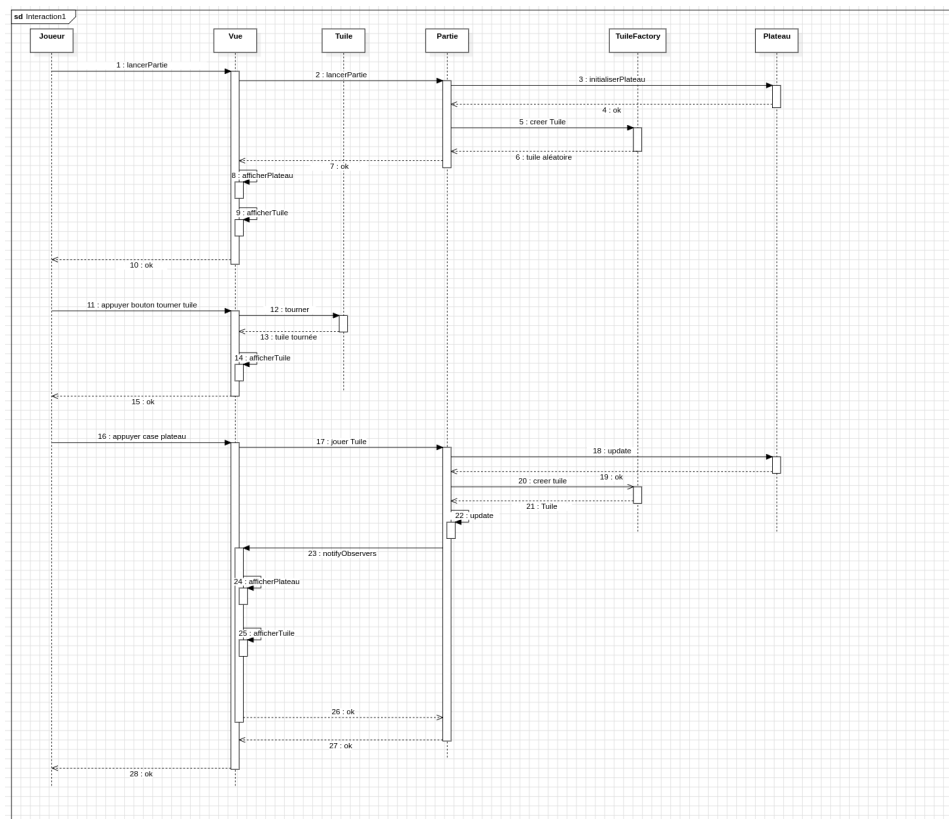 sd Interaction1
Joueur
Vue
Tuile
Partie
TuileFactory
Plateau
1 : lancerPartie
2 : lancerPartie
3 : initialiserPlateau
4 : ok
5 : creer Tuile
6 : tuile aléatoire
7 : ok
8 : afficherPlateau
9 : afficherTuile
10 : ok
11 : appuyer bouton tourner tuile
12 : tourner
13 : tuile tournée
14 : afficherTuile
15 : ok
16 : appuyer case plateau
17 : jouer Tuile
18 : update
19 : ok
20 : creer tuile
21 : Tuile
22 : update
23 : notifyObservers
24 : afficherPlateau
25 : afficherTuile
26 : ok
27 : ok
28 : ok